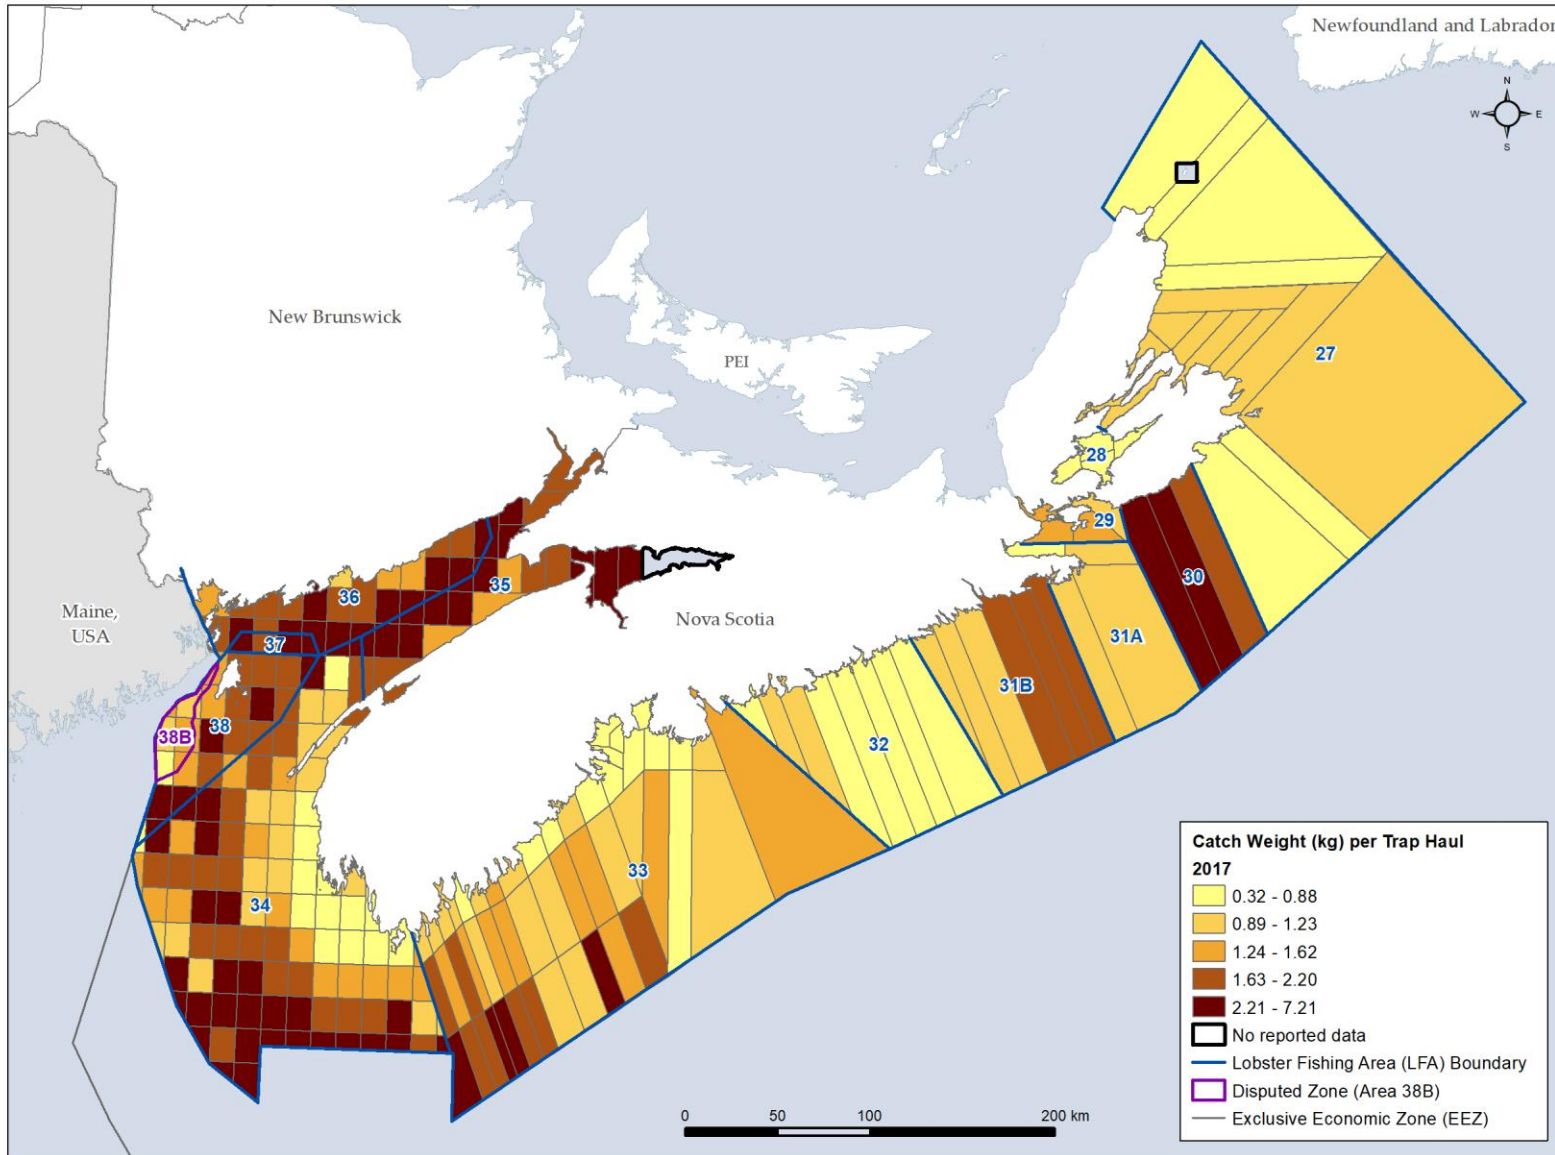 Newfoundland and Labrador
N
W E
S
New Brunswick
PEI
27
28
29
30
Maine,
USA
36
35
37
Nova Scotia
31A
31B
38
38B
32
33
34
Catch Weight (kg) per Trap Haul
2017
0.32 - 0.88
0.89 - 1.23
1.24 - 1.62
1.63 - 2.20
2.21 - 7.21
No reported data
Lobster Fishing Area (LFA) Boundary
Disputed Zone (Area 38B)
Exclusive Economic Zone (EEZ)
0 50 100 200 km